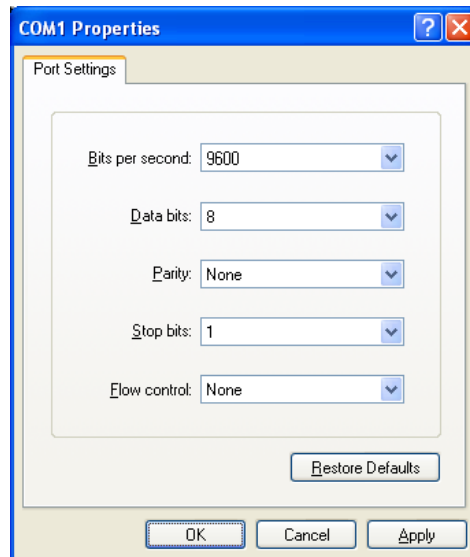 COM1 Properties
Port Settings
Bits per second: 9600
Data bits: 8
Parity: None
Stop bits: 1
Flow control: None
Restore Defaults
OK Cancel Apply